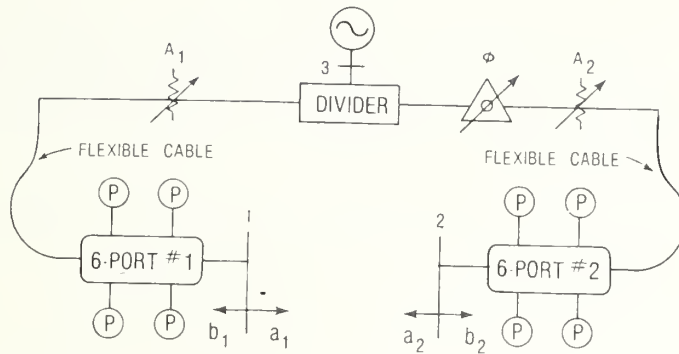 A1
3
DIVIDER
Φ
A2
FLEXIBLE CABLE
FLEXIBLE CABLE
P P
P P
1
2
6-PORT #1
6-PORT #2
b1 a1
a2 b2
P P
P P